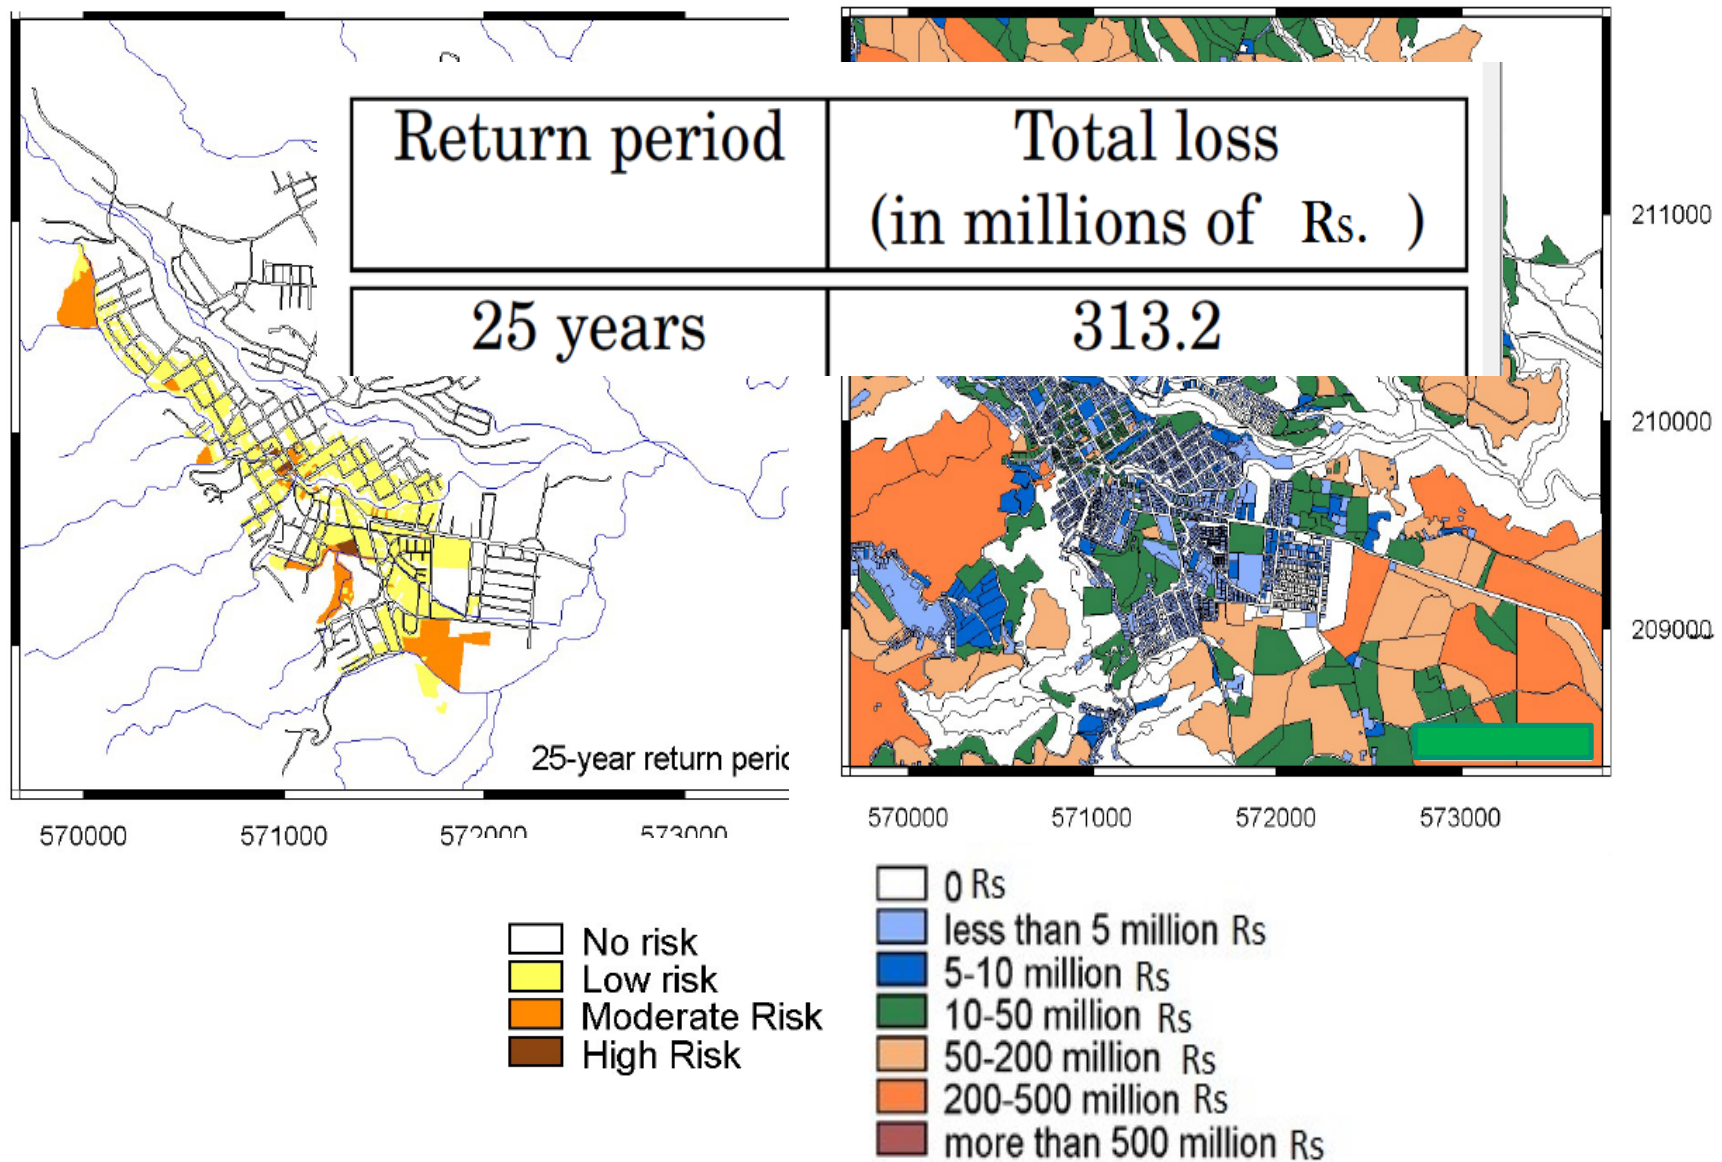 Return period
Total loss
(in millions of Rs. )
25 years
313.2
211000
210000
209000
25-year return
570000
571000
572000
573000
570000
571000
572000
573000
No risk
Low risk
Moderate Risk
High Risk
0 Rs
less than 5 million Rs
5-10 million Rs
10-50 million Rs
50-200 million Rs
200-500 million Rs
more than 500 million Rs